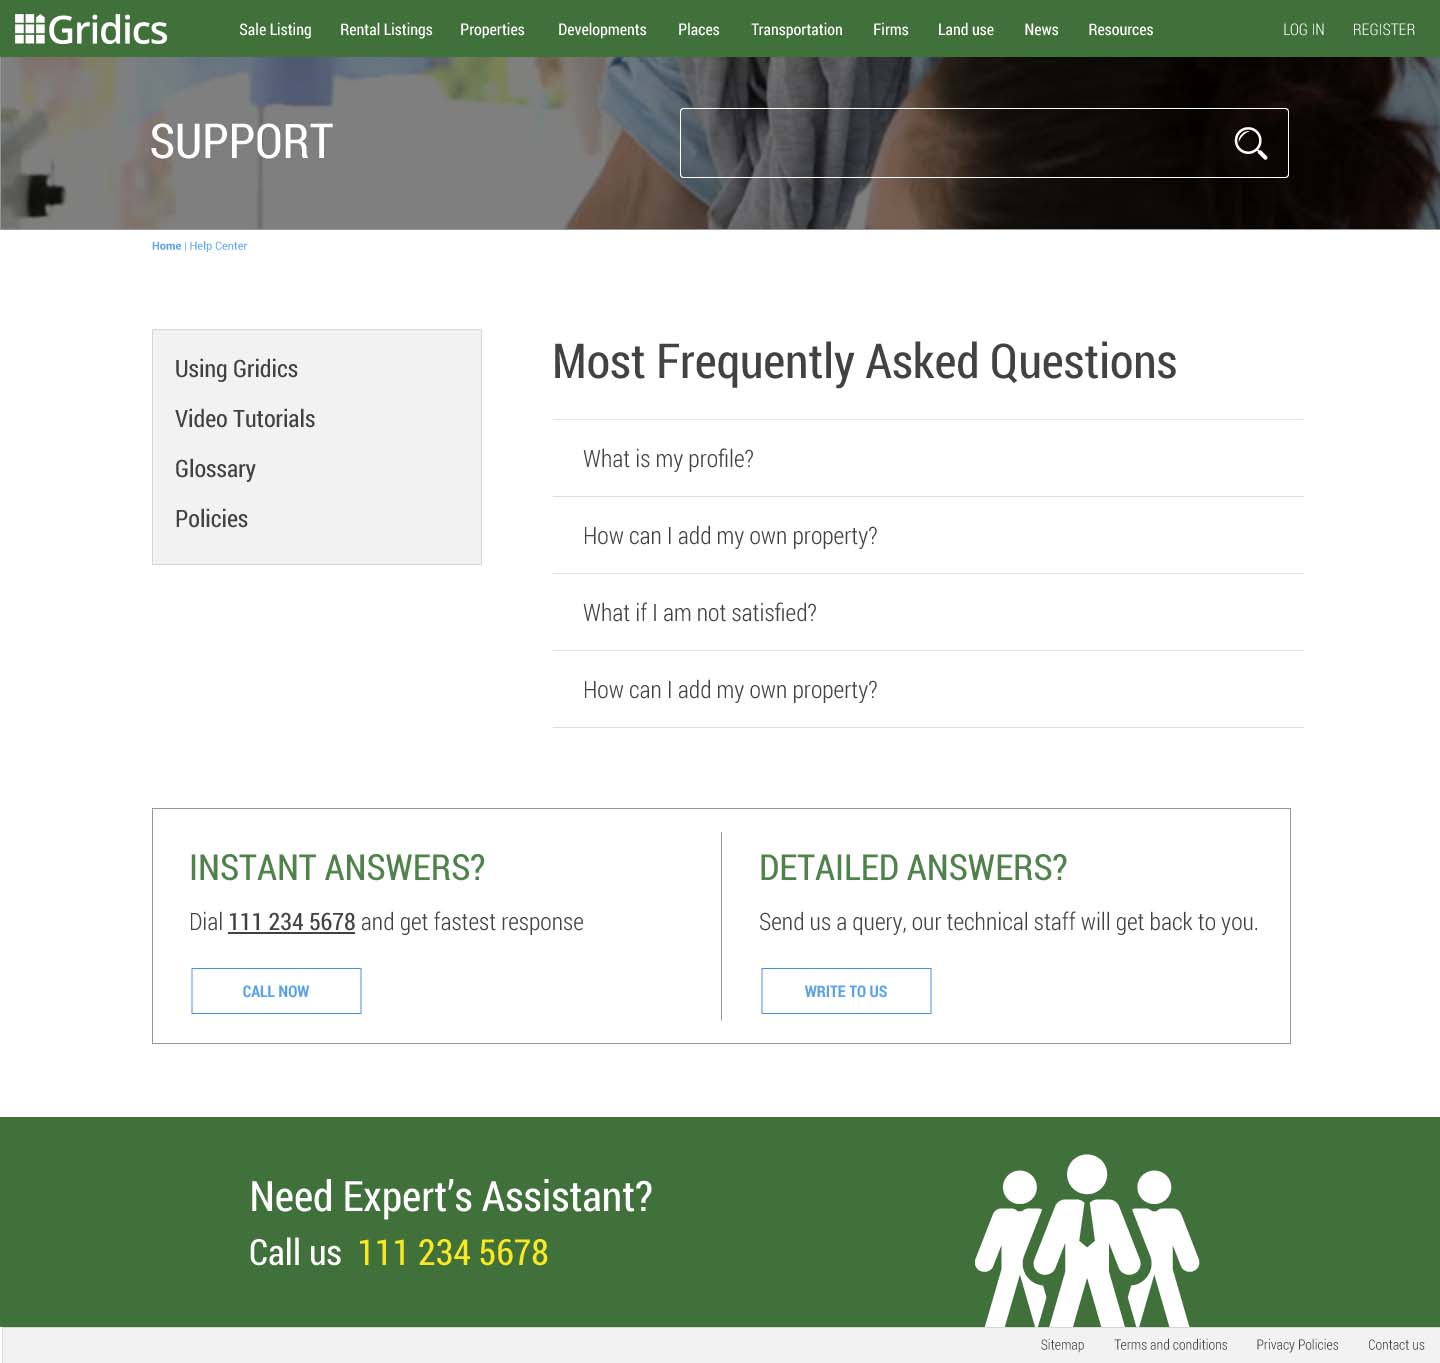 Gridics
Sale Listing Rental Listings Properties Developments Places Transportation Firms Land use News Resources LOG IN REGISTER
SUPPORT
Home | Help Center
Using Gridics
Video Tutorials
Glossary
Policies
Most Frequently Asked Questions
What is my profile?
How can I add my own property?
What if I am not satisfied?
How can I add my own property?
INSTANT ANSWERS?
Dial 111 234 5678 and get fastest response
CALL NOW
DETAILED ANSWERS?
Send us a query, our technical staff will get back to you.
WRITE TO US
Need Expert’s Assistant?
Call us 111 234 5678
Sitemap Terms and conditions Privacy Policies Contact us